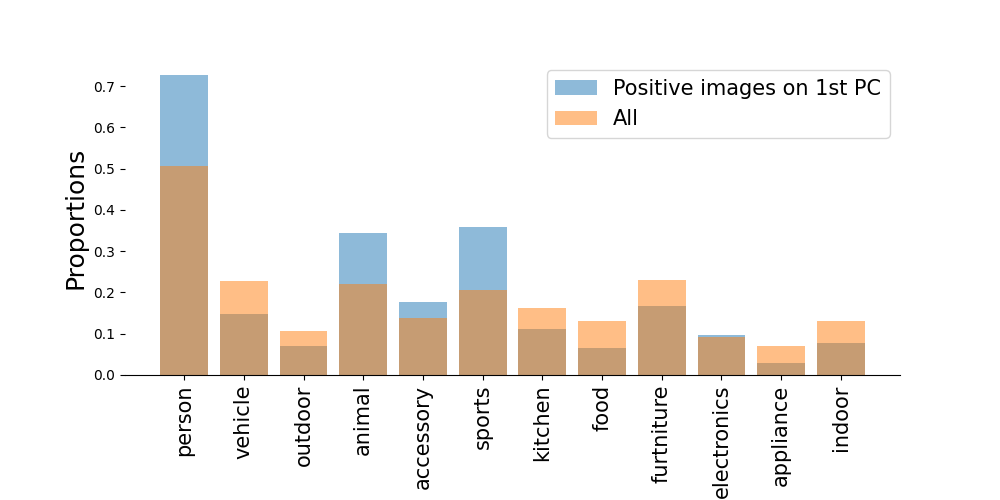 Positive images on 1st PC
All
Proportions
0.7
0.6
0.5
0.4
0.3
0.2
0.1
0.0
person
vehicle
outdoor
animal
accessory
sports
kitchen
food
furtniture
electronics
appliance
indoor